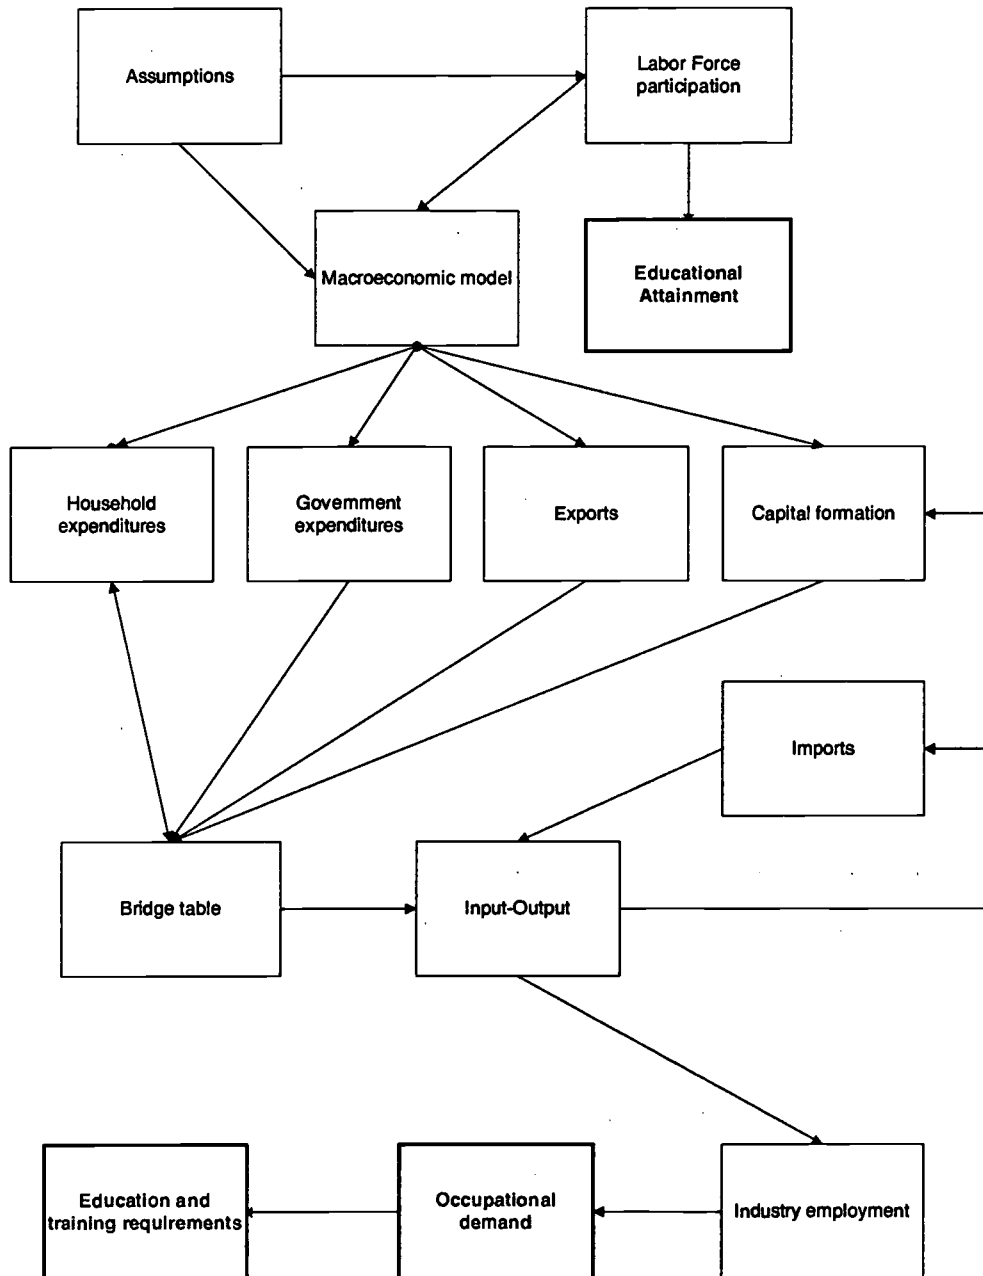 Assumptions
Labor Force
participation
Macroeconomic model
Educational
Attainment
Household
expenditures
Government
expenditures
Exports
Capital formation
Imports
Bridge table
Input-Output
Education and
training requirements
Occupational
demand
Industry employment